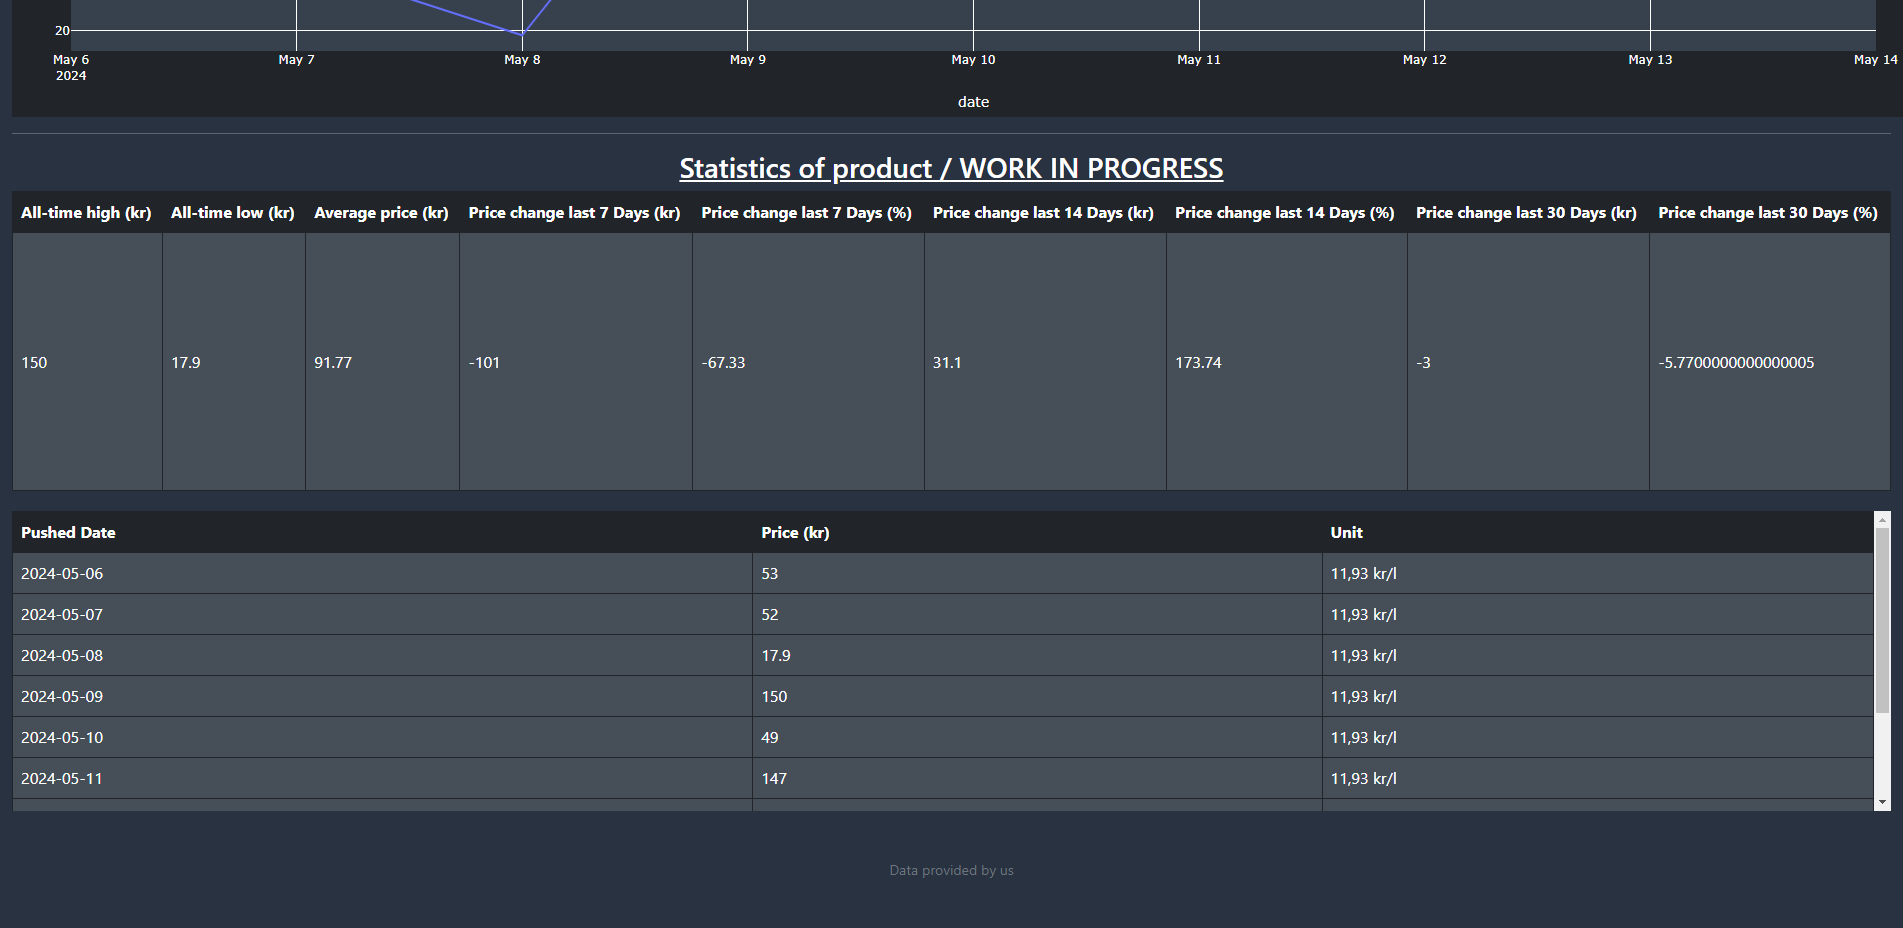 20
May 6 May 7 May 8 May 9 May 10 May 11 May 12 May 13 May 14
2024
date
Statistics of product / WORK IN PROGRESS
All-time high (kr) All-time low (kr) Average price (kr) Price change last 7 Days (kr) Price change last 7 Days (%) Price change last 14 Days (kr) Price change last 14 Days (%) Price change last 30 Days (kr) Price change last 30 Days (%)
150 17.9 91.77 -101 -67.33 31.1 173.74 -3 -5.7700000000000005
Pushed Date Price (kr) Unit
2024-05-06 53 11,93 kr/l
2024-05-07 52 11,93 kr/l
2024-05-08 17.9 11,93 kr/l
2024-05-09 150 11,93 kr/l
2024-05-10 49 11,93 kr/l
2024-05-11 147 11,93 kr/l
Data provided by us